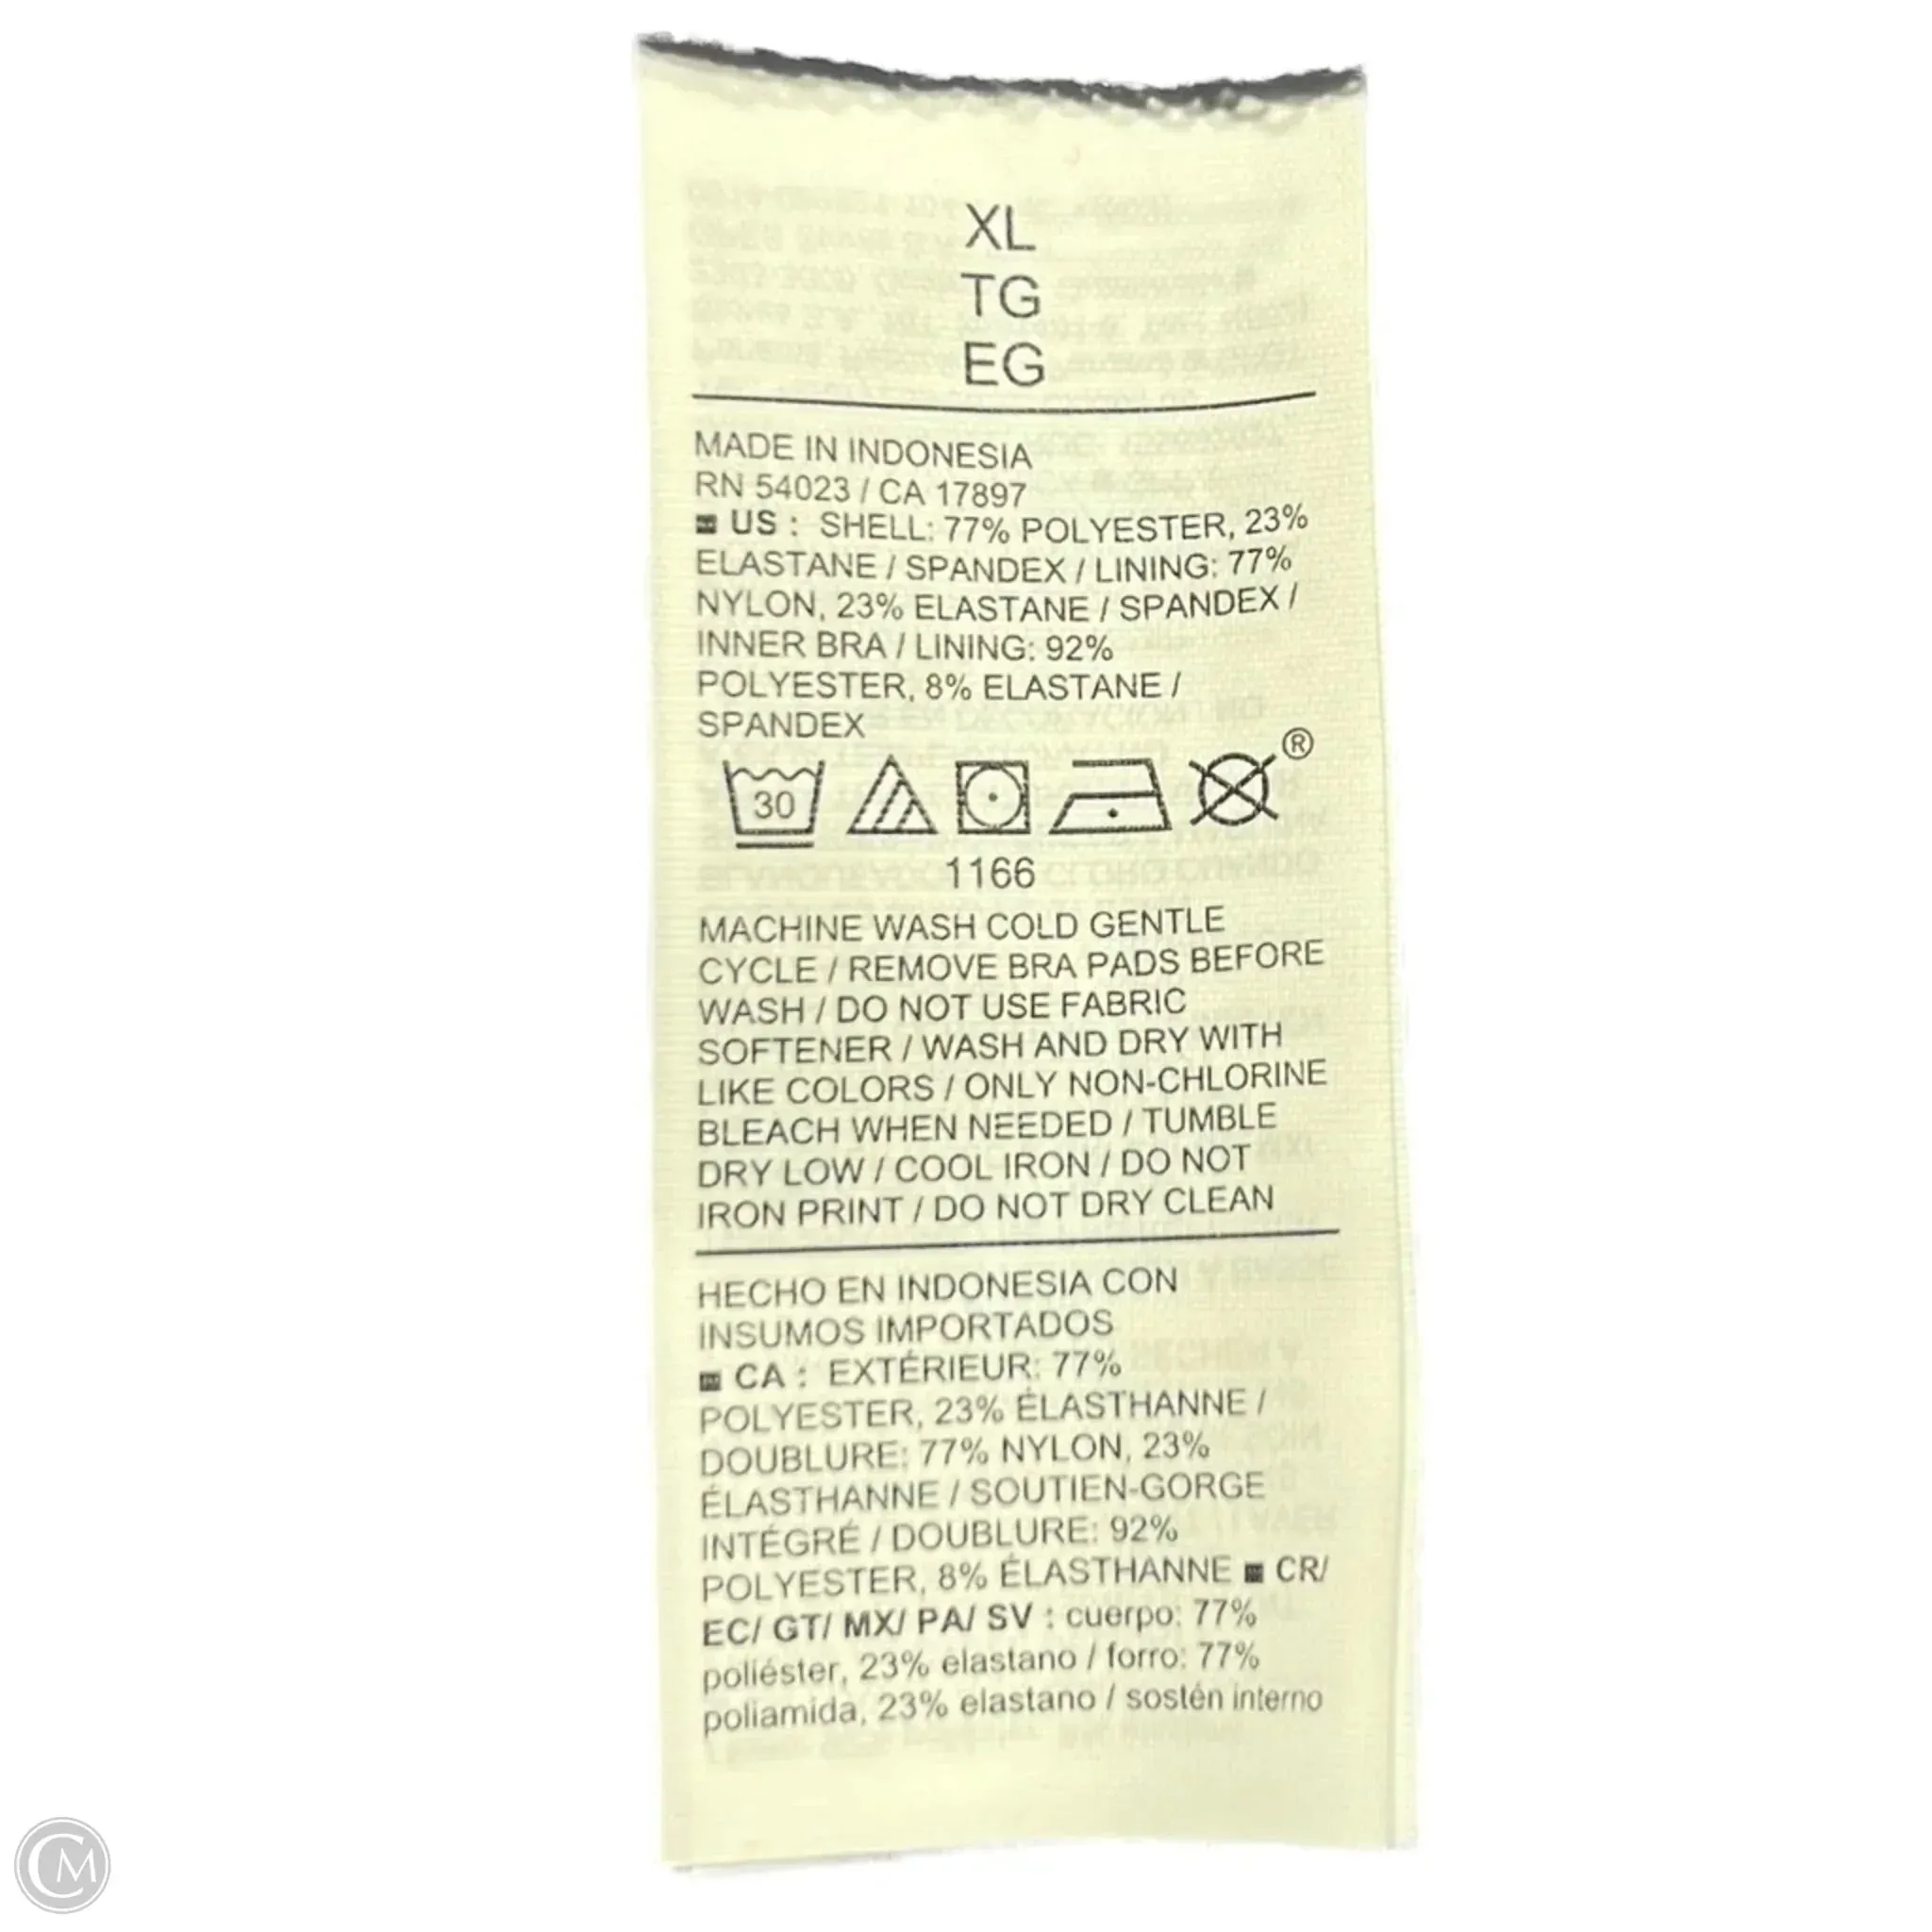 XL
TG
EG
MADE IN INDONESIA
RN 54023 / CA 17897
US : SHELL: 77% POLYESTER, 23%
ELASTANE / SPANDEX / LINING: 77%
NYLON, 23% ELASTANE / SPANDEX /
INNER BRA / LINING: 92%
POLYESTER, 8% ELASTANE /
SPANDEX
®
30
1166
MACHINE WASH COLD GENTLE
CYCLE / REMOVE BRA PADS BEFORE
WASH / DO NOT USE FABRIC
SOFTENER / WASH AND DRY WITH
LIKE COLORS / ONLY NON-CHLORINE
BLEACH WHEN NEEDED / TUMBLE
DRY LOW / COOL IRON / DO NOT
IRON PRINT / DO NOT DRY CLEAN
HECHO EN INDONESIA CON
INSUMOS IMPORTADOS
CA : EXTÉRIEUR: 77%
POLYESTER, 23% ÉLASTHANNE /
DOUBLURE: 77% NYLON, 23%
ÉLASTHANNE / SOUTIEN-GORGE
INTÉGRÉ / DOUBLURE: 92%
POLYESTER, 8% ÉLASTHANNE CR/
EC/ GT/ MX/ PA/ SV : cuerpo: 77%
poliéster, 23% elastano / forro: 77%
poliamida, 23% elastano / sostén interno
CM